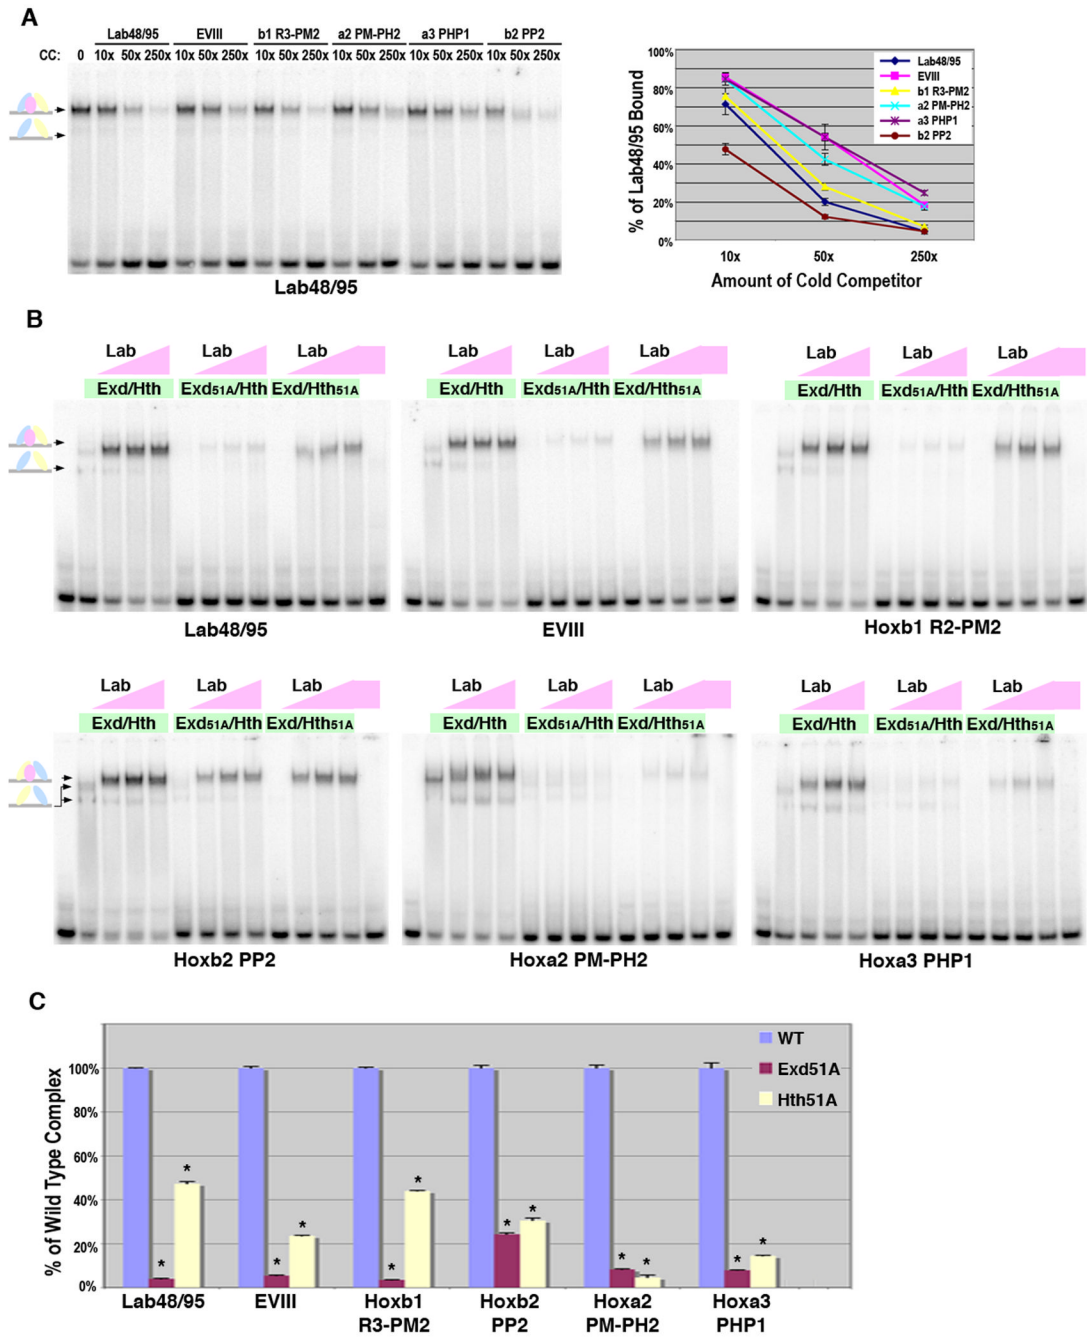 A
Lab48/95 EVIII b1 R3-PM2 a2 PM-PH2 a3 PHP1 b2 PP2
CC: 0 10x 50x 250x 10x 50x 250x 10x 50x 250x 10x 50x 250x 10x 50x 250x 10x 50x 250x
Lab48/95
% of Lab48/95 Bound
100%
80%
60%
40%
20%
0%
10x 50x 250x
Amount of Cold Competitor
Lab48/95
EVIII
b1 R3-PM2
a2 PM-PH2
a3 PHP1
b2 PP2
B
Lab Lab Lab
Exd/Hth Exd51A/Hth Exd/Hth51A
Lab48/95
Lab Lab Lab
Exd/Hth Exd51A/Hth Exd/Hth51A
EVIII
Lab Lab Lab
Exd/Hth Exd51A/Hth Exd/Hth51A
Hoxb1 R2-PM2
Lab Lab Lab
Exd/Hth Exd51A/Hth Exd/Hth51A
Hoxb2 PP2
Lab Lab Lab
Exd/Hth Exd51A/Hth Exd/Hth51A
Hoxa2 PM-PH2
Lab Lab Lab
Exd/Hth Exd51A/Hth Exd/Hth51A
Hoxa3 PHP1
C
% of Wild Type Complex
100%
80%
60%
40%
20%
0%
* * * * * * * * * * * *
WT
Exd51A
Hth51A
Lab48/95 EVIII Hoxb1 Hoxb2 Hoxa2 Hoxa3
R3-PM2 PP2 PM-PH2 PHP1